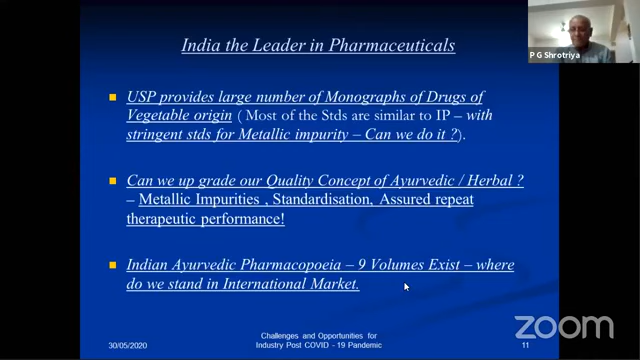 India the Leader in Pharmaceuticals
P G Shrotriya
USP provides large number of Monographs of Drugs of
Vegetable origin ( Most of the Stds are similar to IP – with
stringent stds for Metallic impurity – Can we do it ?).
Can we up grade our Quality Concept of Ayurvedic / Herbal ?
– Metallic Impurities , Standardisation, Assured repeat
therapeutic performance!
Indian Ayurvedic Pharmacopoeia – 9 Volumes Exist – where
do we stand in International Market.
30/05/2020
Challenges and Opportunities for
Industry Post COVID - 19 Pandemic
11
zoom